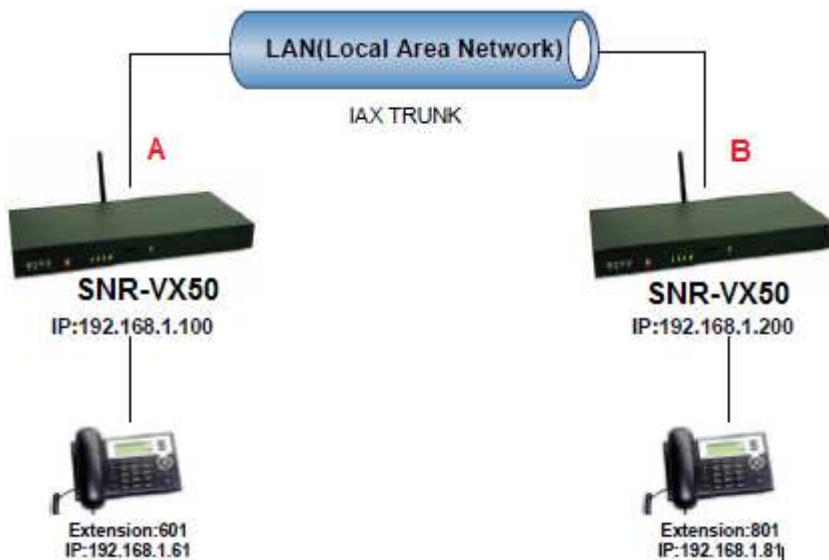 LAN(Local Area Network)
IAX TRUNK
A
B
SNR-VX50
IP:192.168.1.100
SNR-VX50
IP:192.168.1.200
Extension:601
IP:192.168.1.61
Extension:801
IP:192.168.1.81